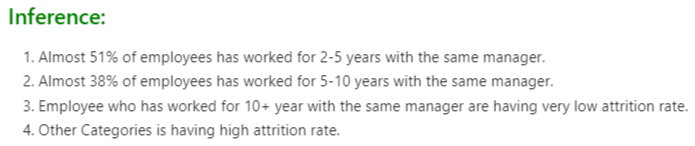 Inference:
1. Almost 51% of employees has worked for 2-5 years with the same manager.
2. Almost 38% of employees has worked for 5-10 years with the same manager.
3. Employee who has worked for 10+ year with the same manager are having very low attrition rate.
4. Other Categories is having high attrition rate.